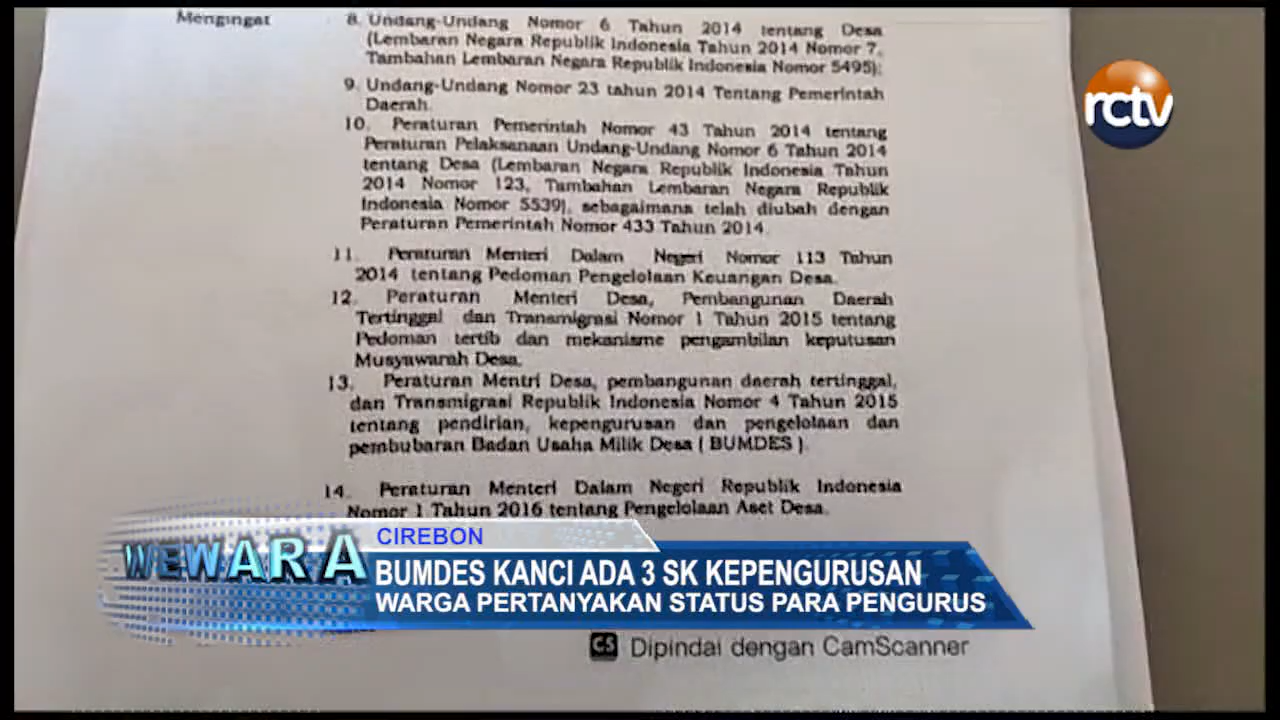 Mengingat
8. Undang-Undang Nomor 6 Tahun 2014 tentang Desa
(Lembaran Negara Republik Indonesia Tahun 2014 Nomor 7,
Tambahan Lembaran Negara Republik Indonesia Nomor 5495);
9. Undang-Undang Nomor 23 tahun 2014 Tentang Pemerintah
Daerah.
10. Peraturan Pemerintah Nomor 43 Tahun 2014 tentang
Peraturan Pelaksanaan Undang-Undang Nomor 6 Tahun 2014
tentang Desa (Lembaran Negara Republik Indonesia Tahun
2014 Nomor 123, Tambahan Lembaran Negara Republik
Indonesia Nomor 5539), sebagaimana telah diubah dengan
Peraturan Pemerintah Nomor 433 Tahun 2014.
11. Peraturan Menteri Dalam Negeri Nomor 113 Tahun
2014 tentang Pedoman Pengelolaan Keuangan Desa.
12. Peraturan Menteri Desa, Pembangunan Daerah
Tertinggal dan Transmigrasi Nomor 1 Tahun 2015 tentang
Pedoman tertib dan mekanisme pengambilan keputusan
Musyawarah Desa.
13. Peraturan Mentri Desa, pembangunan daerah tertinggal,
dan Transmigrasi Republik Indonesia Nomor 4 Tahun 2015
tentang pendirian, kepengurusan dan pengelolaan dan
pembubaran Badan Usaha Milik Desa ( BUMDES ).
14. Peraturan Menteri Dalam Negeri Republik Indonesia
Nomor 1 Tahun 2016 tentang Pengelolaan Aset Desa.
rctv
WEWARA
CIREBON
BUMDES KANCI ADA 3 SK KEPENGURUSAN
WARGA PERTANYAKAN STATUS PARA PENGURUS
CS Dipindai dengan CamScanner